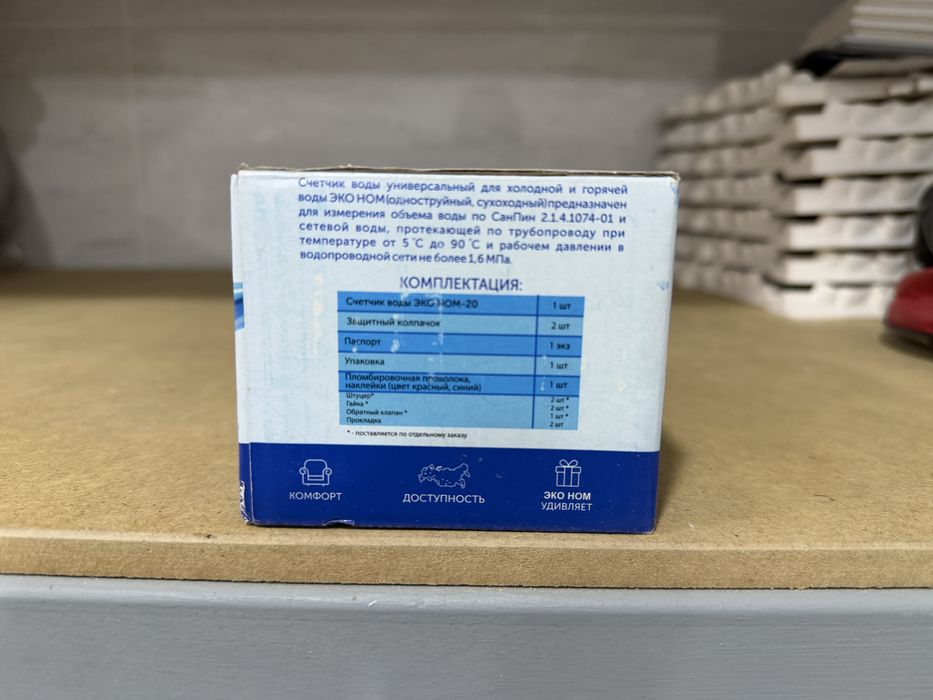 Счетчик воды универсальный для холодной и горячей
воды ЭКО НОМ(одноструйный, сухоходный)предназначен
для измерения объема воды по СанПин 2.1.4.1074-01 и
сетевой воды, протекающей по трубопроводу при
температуре от 5˚С до 90˚С и рабочем давлении в
водопроводной сети не более 1,6 МПа.
КОМПЛЕКТАЦИЯ:
Счетчик воды ЭКО НОМ-20 1 шт
Защитный колпачок 2 шт
Паспорт 1 экз
Упаковка 1 шт
Пломбировочная проволока,
наклейки (цвет красный, синий) 1 шт
Штуцер* 2 шт *
Гайка * 2 шт *
Обратный клапан * 1 шт *
Прокладка 2 шт
* - поставляется по отдельному заказу
КОМФОРТ
ДОСТУПНОСТЬ
ЭКО НОМ
УДИВЛЯЕТ